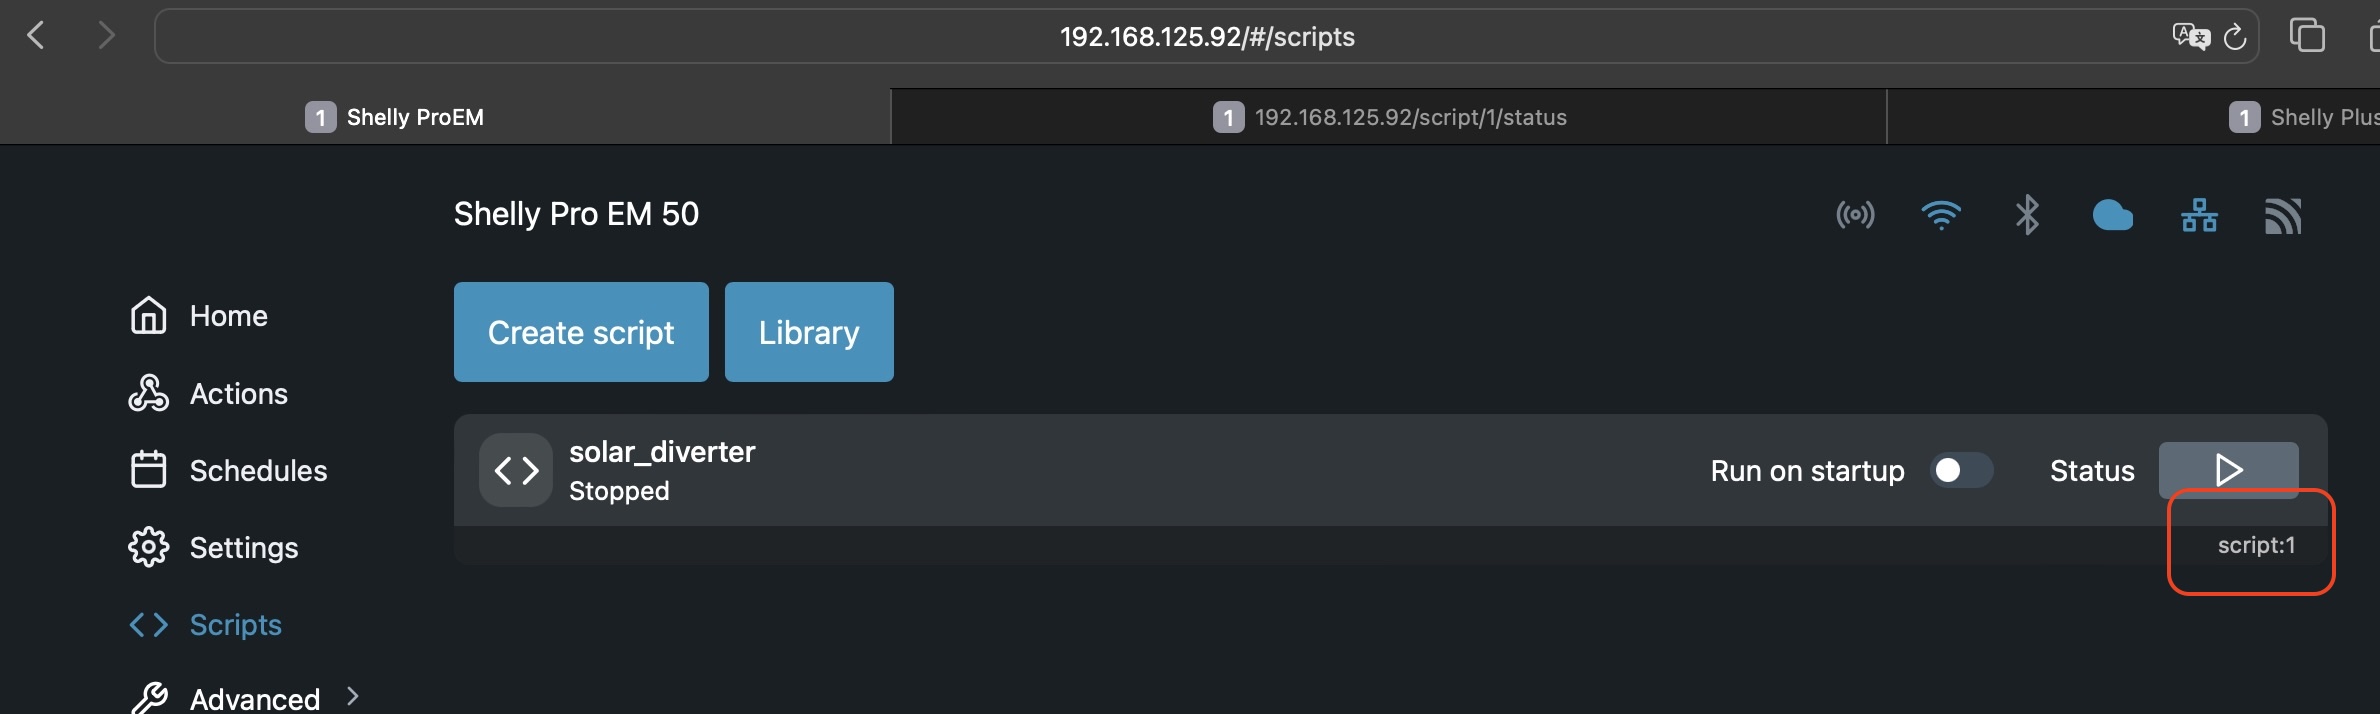 192.168.125.92/#/scripts
1 Shelly ProEM
1 192.168.125.92/script/1/status
1 Shelly Plus
Shelly Pro EM 50
Home
Actions
Schedules
Settings
Scripts
Advanced
Create script
Library
solar_diverter
Stopped
Run on startup
Status
script:1